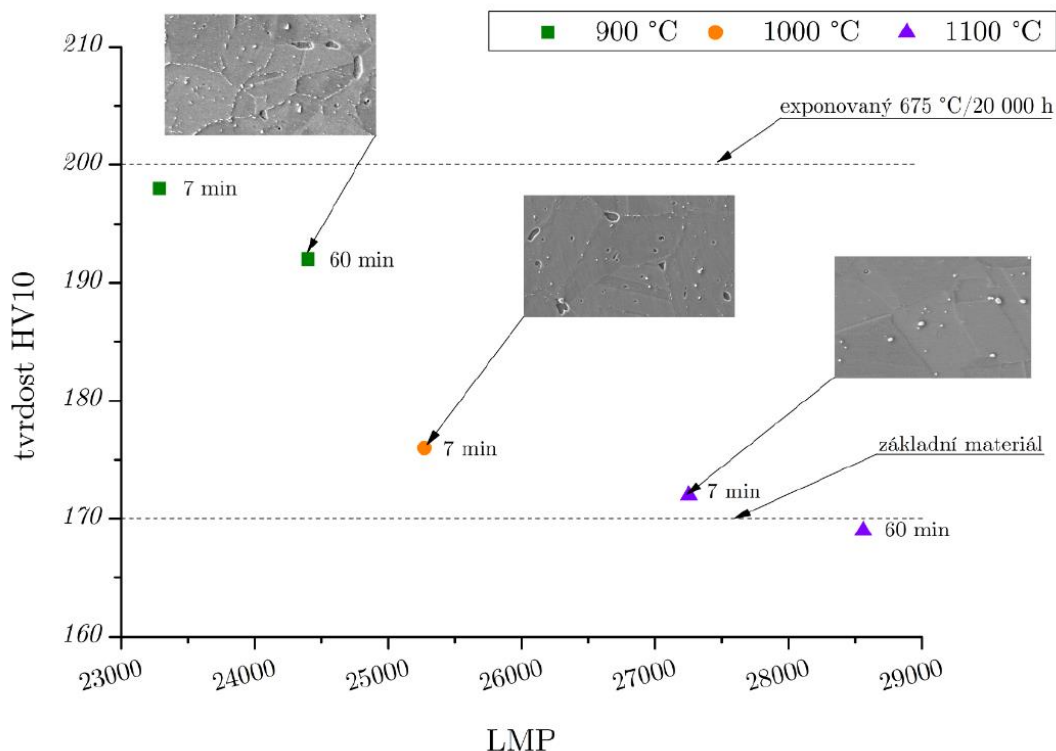 900 °C 1000 °C 1100 °C
210
exponovaný 675 °C/20 000 h
200
7 min
60 min
190
180
7 min
základní materiál
7 min
170
60 min
160
23000 24000 25000 26000 27000 28000 29000
tvrdost HV10
LMP